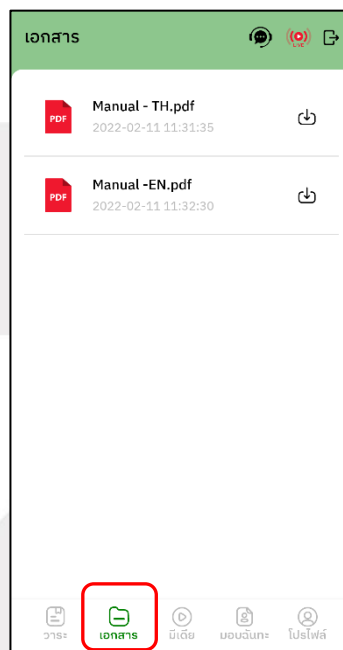 เอกสาร
LIVE
PDF
Manual - TH.pdf
2022-02-11 11:31:35
PDF
Manual -EN.pdf
2022-02-11 11:32:30
วาระ เอกสาร มีเดีย มอบฉันทะ โปรไฟล์